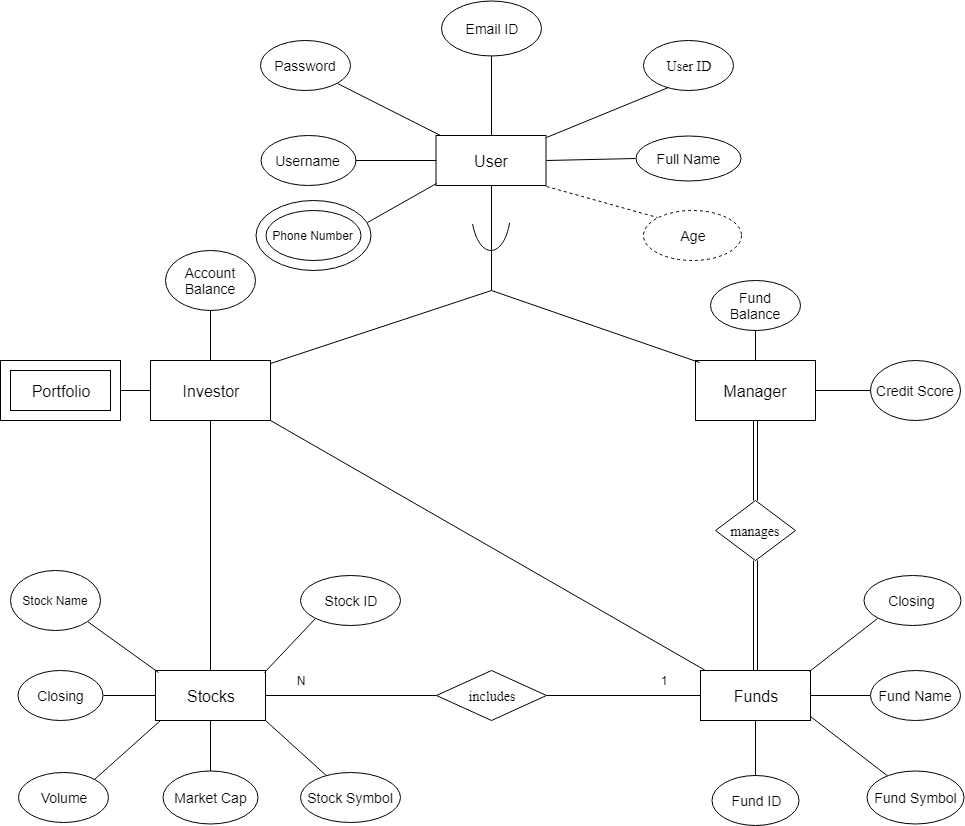 Email ID
Password
User ID
Username
User
Full Name
Phone Number
Age
Account
Balance
Fund
Balance
Portfolio
Investor
Manager
Credit Score
manages
Stock Name
Stock ID
Closing
N
1
Closing
Stocks
includes
Funds
Fund Name
Volume
Market Cap
Stock Symbol
Fund ID
Fund Symbol